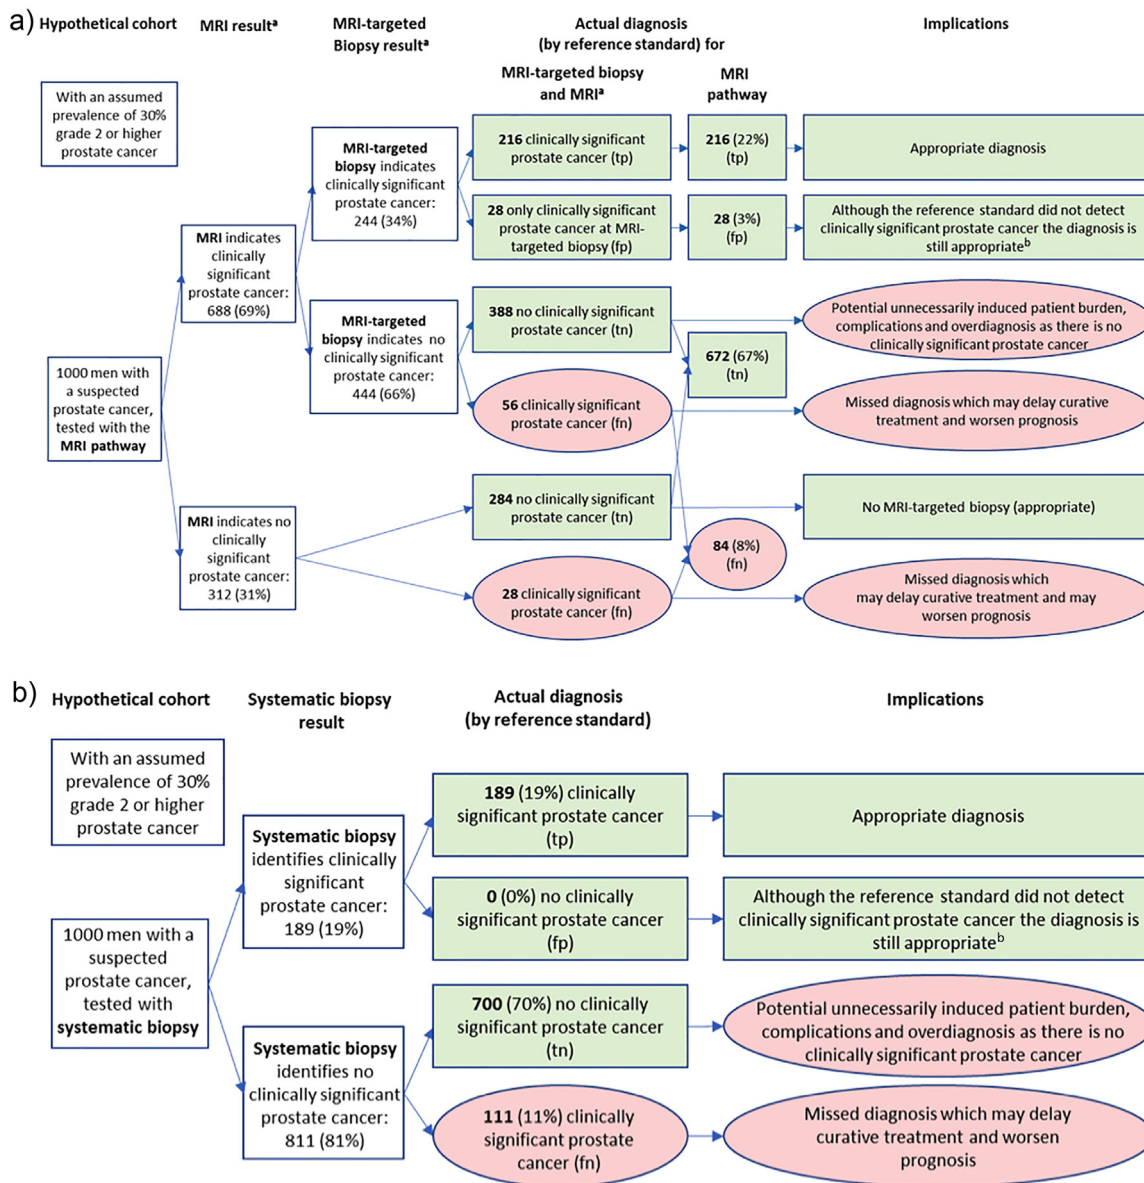 a)
Hypothetical cohort
MRI resultᵃ
MRI-targeted
Biopsy resultᵃ
Actual diagnosis
(by reference standard) for
Implications
MRI-targeted biopsy
and MRIᵃ
MRI
pathway
With an assumed
prevalence of 30%
grade 2 or higher
prostate cancer
1000 men with
a suspected
prostate cancer,
tested with the
MRI pathway
MRI indicates
clinically
significant
prostate cancer:
688 (69%)
MRI indicates no
clinically
significant
prostate cancer:
312 (31%)
MRI-targeted
biopsy indicates
clinically significant
prostate cancer:
244 (34%)
MRI-targeted
biopsy indicates no
clinically significant
prostate cancer:
444 (66%)
216 clinically significant
prostate cancer (tp)
216 (22%)
(tp)
Appropriate diagnosis
28 only clinically significant
prostate cancer at MRI-
targeted biopsy (fp)
28 (3%)
(fp)
Although the reference standard did not detect
clinically significant prostate cancer the diagnosis is
still appropriateᵇ
388 no clinically significant
prostate cancer (tn)
672 (67%)
(tn)
Potential unnecessarily induced patient burden,
complications and overdiagnosis as there is no
clinically significant prostate cancer
56 clinically significant
prostate cancer (fn)
Missed diagnosis which may delay curative
treatment and worsen prognosis
284 no clinically significant
prostate cancer (tn)
No MRI-targeted biopsy (appropriate)
84 (8%)
(fn)
28 clinically significant
prostate cancer (fn)
Missed diagnosis which
may delay curative treatment and may
worsen prognosis
b)
Hypothetical cohort
Systematic biopsy
result
Actual diagnosis
(by reference standard)
Implications
With an assumed
prevalence of 30%
grade 2 or higher
prostate cancer
1000 men with a
suspected
prostate cancer,
tested with
systematic biopsy
Systematic biopsy
identifies clinically
significant
prostate cancer:
189 (19%)
Systematic biopsy
identifies no
clinically significant
prostate cancer:
811 (81%)
189 (19%) clinically
significant prostate cancer
(tp)
Appropriate diagnosis
0 (0%) no clinically
significant prostate cancer
(fp)
Although the reference standard did not detect
clinically significant prostate cancer the diagnosis is
still appropriateᵇ
700 (70%) no clinically
significant prostate cancer
(tn)
Potential unnecessarily induced patient burden,
complications and overdiagnosis as there is no
clinically significant prostate cancer
111 (11%) clinically
significant prostate
cancer (fn)
Missed diagnosis which may delay
curative treatment and worsen
prognosis